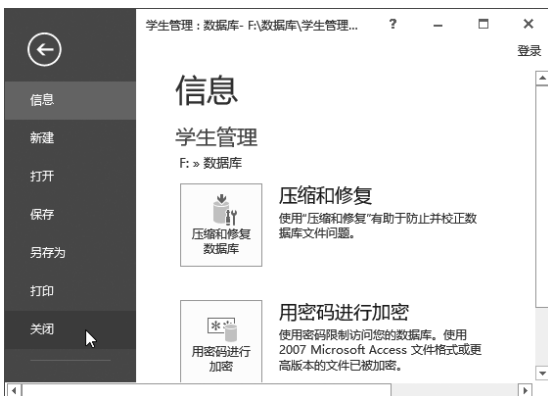 学生管理 : 数据库- F:\数据库\学生管理... ?
登录
信息
新建
打开
保存
另存为
打印
关闭
信息
学生管理
F: » 数据库
压缩和修复
数据库
压缩和修复
使用"压缩和修复"有助于防止并校正数
据库文件问题。
用密码进行
加密
用密码进行加密
使用密码限制访问您的数据库。使用
2007 Microsoft Access 文件格式或更
高版本的文件已被加密。